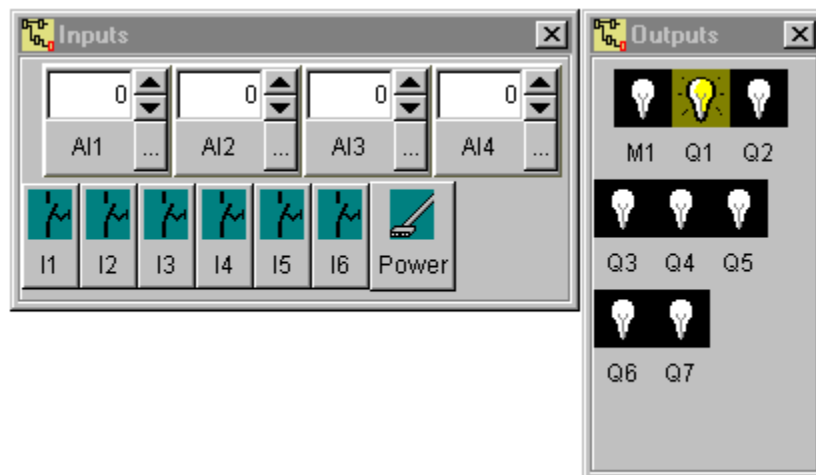 Inputs
0 0 0 0
AI1 ... AI2 ... AI3 ... AI4 ...
I1 I2 I3 I4 I5 I6 Power
Outputs
M1 Q1 Q2
Q3 Q4 Q5
Q6 Q7